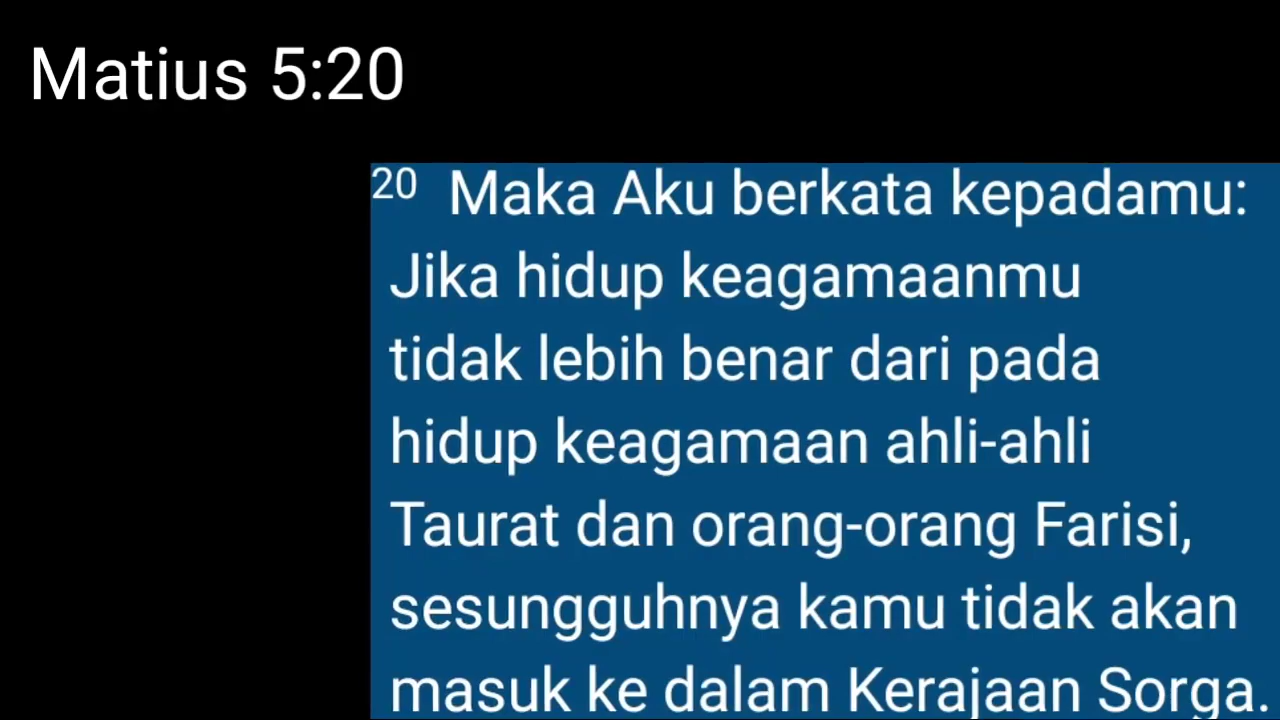 Matius 5:20
20 Maka Aku berkata kepadamu:
Jika hidup keagamaanmu
tidak lebih benar dari pada
hidup keagamaan ahli-ahli
Taurat dan orang-orang Farisi,
sesungguhnya kamu tidak akan
masuk ke dalam Kerajaan Sorga.